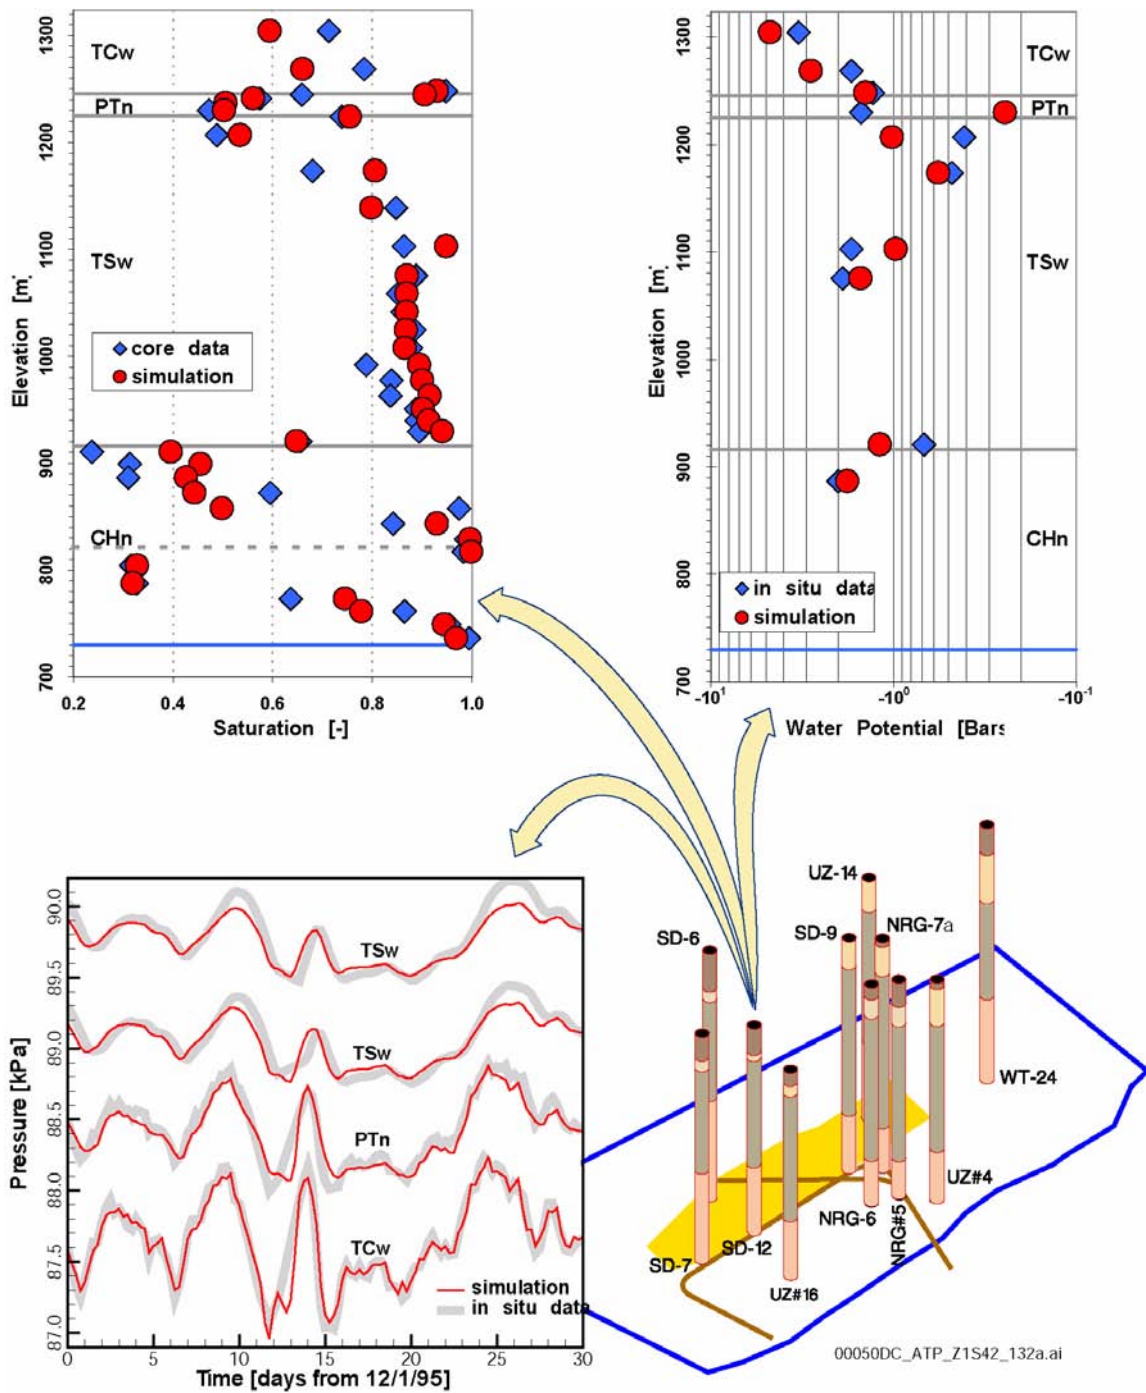 1300
1200
1100
1000
900
800
700
Elevation [m]
TCw
PTn
TSw
CHn
core data
simulation
0.2 0.4 0.6 0.8 1.0
Saturation [-]
1300
1200
1100
1000
900
800
700
Elevation [m]
TCw
PTn
TSw
CHn
in situ data
simulation
-10¹ -10⁰ -10⁻¹
Water Potential [Bars
90.0
89.5
89.0
88.5
88.0
87.5
87.0
Pressure [kPa]
TSw
TSw
PTn
TCw
simulation
in situ data
0 5 10 15 20 25 30
Time [days from 12/1/95]
UZ-14
NRG-7a
SD-9
SD-6
WT-24
UZ#4
NRG-6
NRG#5
SD-12
SD-7
UZ#16
00050DC_ATP_Z1S42_132a.ai